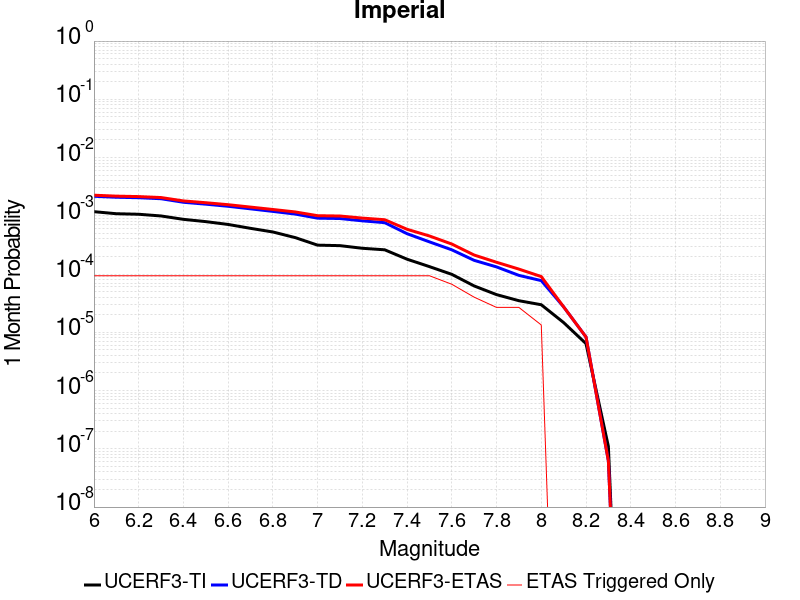 Imperial
10^0
10^-1
10^-2
10^-3
10^-4
10^-5
10^-6
10^-7
10^-8
1 Month Probability
6 6.2 6.4 6.6 6.8 7 7.2 7.4 7.6 7.8 8 8.2 8.4 8.6 8.8 9
Magnitude
UCERF3-TI UCERF3-TD UCERF3-ETAS ETAS Triggered Only